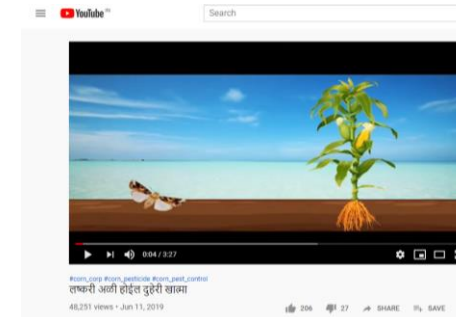 YouTube IN
Search
0:04 / 3:27
#corn_corp #corn_pesticide #corn_pest_control
लष्करी अळी होईल दुहेरी खात्मा
48,251 views • Jun 11, 2019
206 27 SHARE SAVE